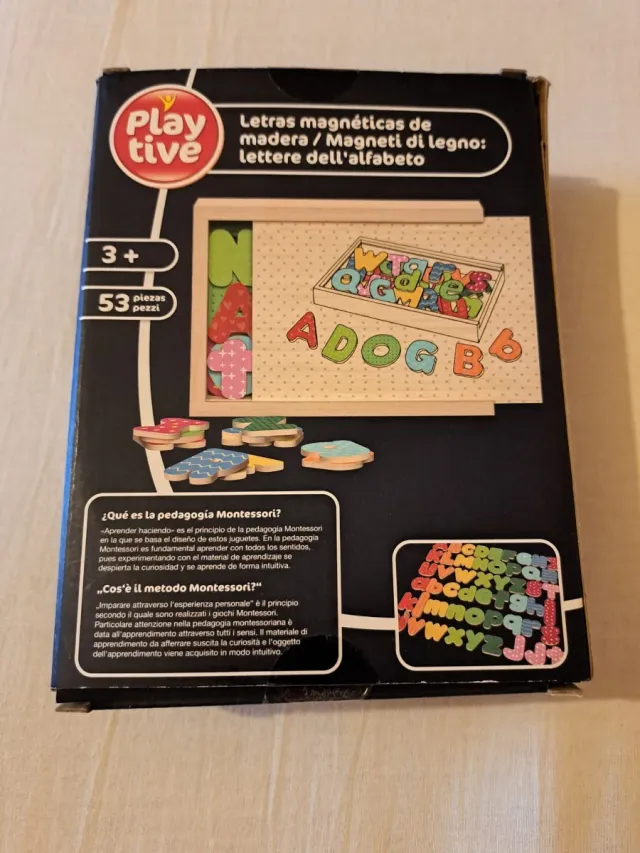 Play
tive
Letras magnéticas de
madera / Magneti di legno:
lettere dell'alfabeto
3 +
53 piezas
pezzi
N
A
A D O G B b
¿Qué es la pedagogía Montessori?
«Aprender haciendo» es el principio de la pedagogía Montessori
en la que se basa el diseño de estos juguetes. En la pedagogía
Montessori es fundamental aprender con todos los sentidos,
pues experimentando con el material de aprendizaje se
despierta la curiosidad y se aprende de forma intuitiva.
„Cos'è il metodo Montessori?“
„Imparare attraverso l'esperienza personale“ è il principio
secondo il quale sono realizzati i giochi Montessori.
Particolare attenzione nella pedagogia montessoriana è
data all'apprendimento attraverso tutti i sensi. Il materiale di
apprendimento da afferrare suscita la curiosità e l'oggetto
dell'apprendimento viene acquisito in modo intuitivo.